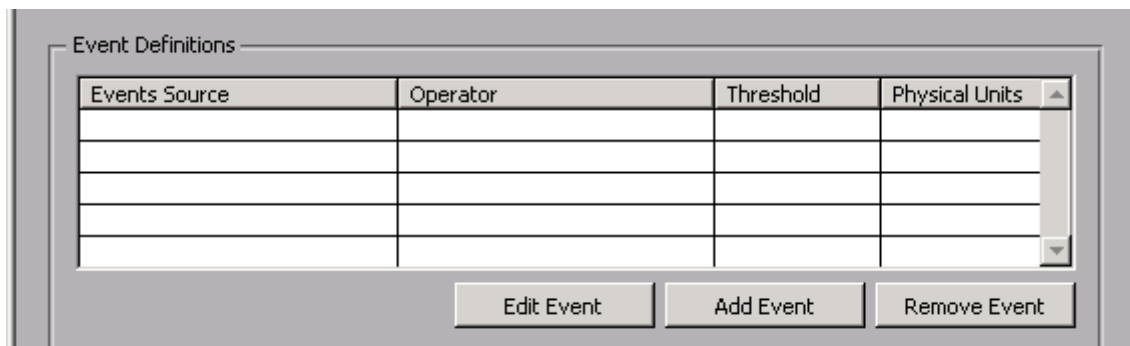 Event Definitions
Events Source Operator Threshold Physical Units
Edit Event Add Event Remove Event